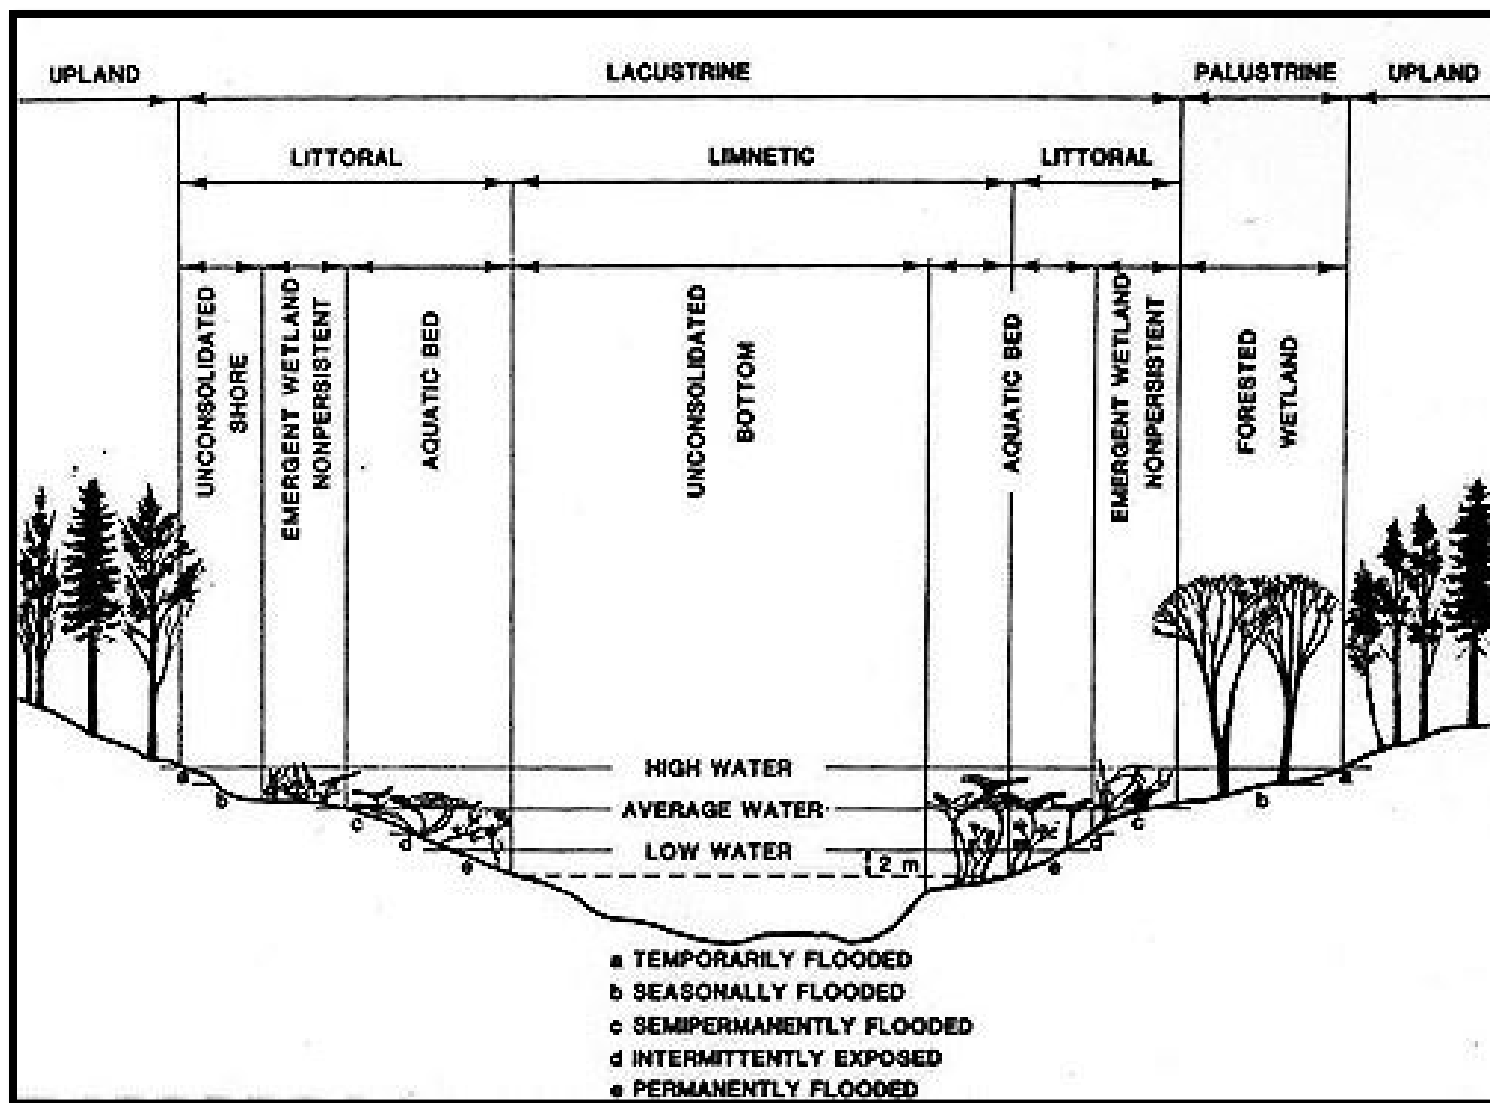 UPLAND LACUSTRINE PALUSTRINE UPLAND
LITTORAL LIMNETIC LITTORAL
UNCONSOLIDATED
SHORE
EMERGENT WETLAND
NONPERSISTENT
AQUATIC BED
UNCONSOLIDATED
BOTTOM
AQUATIC BED
EMERGENT WETLAND
NONPERSISTENT
FORESTED
WETLAND
HIGH WATER
AVERAGE WATER
LOW WATER
2 m
a b c d e
e d c b a
a TEMPORARILY FLOODED
b SEASONALLY FLOODED
c SEMIPERMANENTLY FLOODED
d INTERMITTENTLY EXPOSED
e PERMANENTLY FLOODED